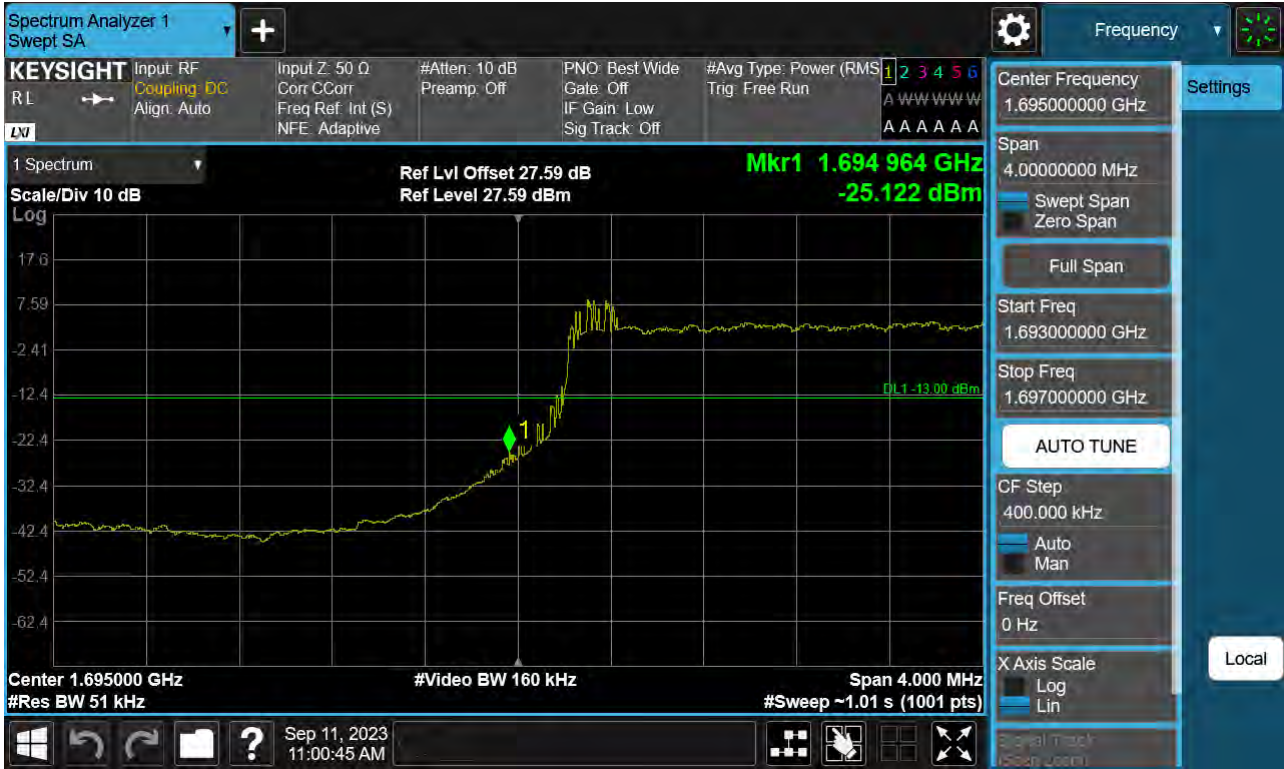 Spectrum Analyzer 1
Swept SA
+
Frequency
KEYSIGHT
RL
LXI
Input: RF
Coupling: DC
Align: Auto
Input Z: 50 Ω
Corr CCorr
Freq Ref: Int (S)
NFE: Adaptive
#Atten: 10 dB
Preamp: Off
PNO: Best Wide
Gate: Off
IF Gain: Low
Sig Track: Off
#Avg Type: Power (RMS
Trig: Free Run
1 2 3 4 5 6
A W W W W W
A A A A A A
1 Spectrum
Scale/Div 10 dB
Log
Ref Lvl Offset 27.59 dB
Ref Level 27.59 dBm
Mkr1 1.694 964 GHz
-25.122 dBm
17.6
7.59
-2.41
-12.4
-22.4
-32.4
-42.4
-52.4
-62.4
DL1 -13.00 dBm
1
Center 1.695000 GHz
#Res BW 51 kHz
#Video BW 160 kHz
Span 4.000 MHz
#Sweep ~1.01 s (1001 pts)
Center Frequency
1.695000000 GHz
Span
4.00000000 MHz
Swept Span
Zero Span
Full Span
Start Freq
1.693000000 GHz
Stop Freq
1.697000000 GHz
AUTO TUNE
CF Step
400.000 kHz
Auto
Man
Freq Offset
0 Hz
X Axis Scale
Log
Lin
Signal Track
(Span Zoom)
Settings
Local
?
Sep 11, 2023
11:00:45 AM